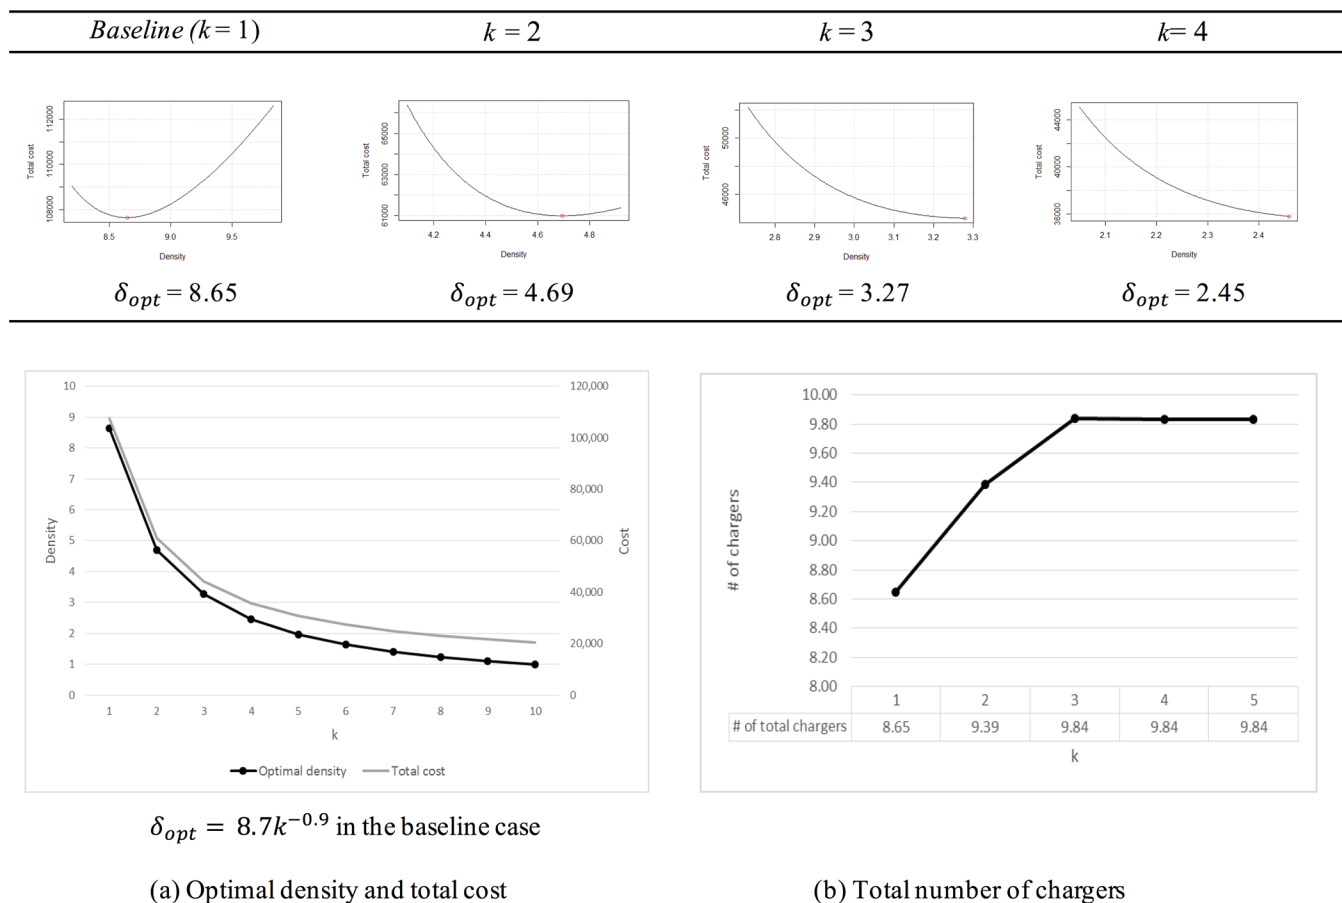 Baseline (k = 1) k = 2 k = 3 k= 4
Total cost
112000
110000
108000
8.5 9.0 9.5
Density
Total cost
65000
63000
61000
4.2 4.4 4.6 4.8
Density
Total cost
50000
46000
2.8 2.9 3.0 3.1 3.2 3.3
Density
Total cost
44000
40000
36000
2.1 2.2 2.3 2.4
Density
δopt = 8.65 δopt = 4.69 δopt = 3.27 δopt = 2.45
10 120,000
9
8 100,000
7
80,000
6
Density
5 60,000
Cost
4
40,000
3
2 20,000
1
0 0
1 2 3 4 5 6 7 8 9 10
k
Optimal density Total cost
δopt = 8.7k−0.9 in the baseline case
(a) Optimal density and total cost
10.00
9.80
9.60
9.40
9.20
# of chargers
9.00
8.80
8.60
8.40
8.20
8.00
1 2 3 4 5
# of total chargers 8.65 9.39 9.84 9.84 9.84
k
(b) Total number of chargers